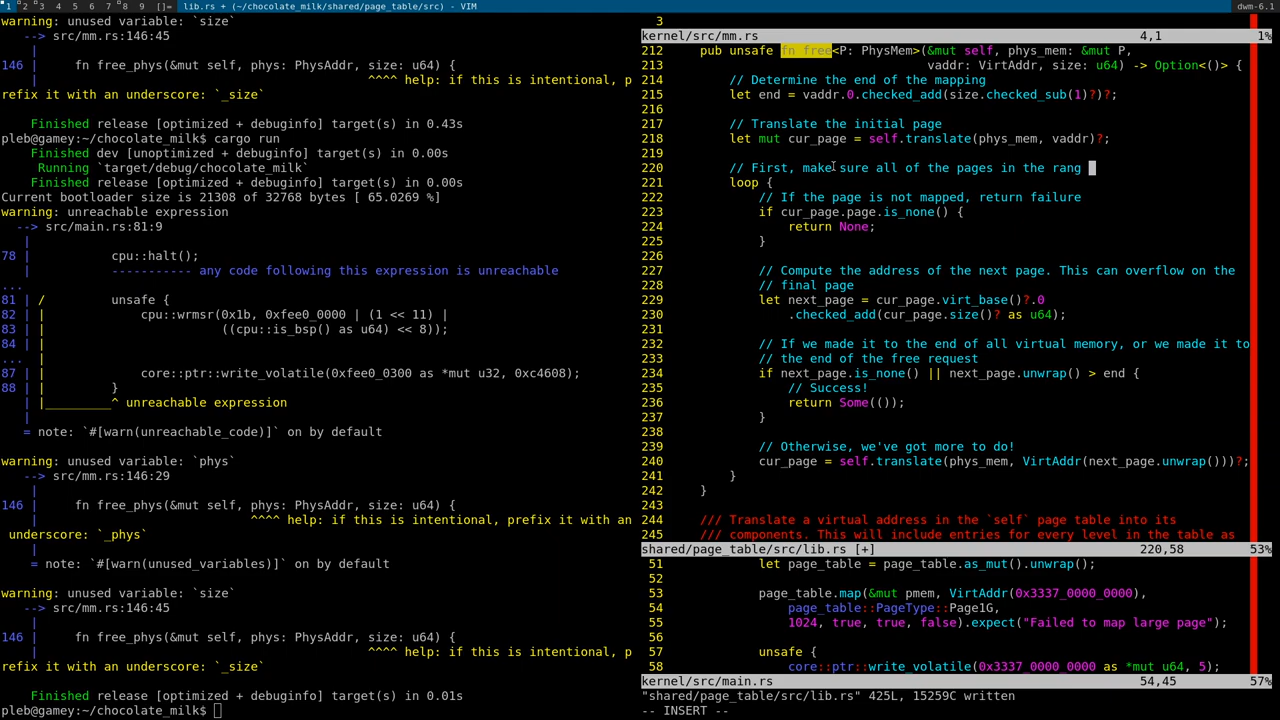 1 2 3 4 5 6 7 8 9 []= lib.rs + (~/chocolate_milk/shared/page_table/src) - VIM dwm-6.1
warning: unused variable: `size`
--> src/mm.rs:146:45
|
146 | fn free_phys(&mut self, phys: PhysAddr, size: u64) {
| ^^^^ help: if this is intentional, p
refix it with an underscore: `_size`
Finished release [optimized + debuginfo] target(s) in 0.43s
pleb@gamey:~/chocolate_milk$ cargo run
Finished dev [unoptimized + debuginfo] target(s) in 0.00s
Running `target/debug/chocolate_milk`
Finished release [optimized + debuginfo] target(s) in 0.00s
Current bootloader size is 21308 of 32768 bytes [ 65.0269 %]
warning: unreachable expression
--> src/main.rs:81:9
|
78 | cpu::halt();
| ----------- any code following this expression is unreachable
...
81 | / unsafe {
82 | | cpu::wrmsr(0x1b, 0xfee0_0000 | (1 << 11) |
83 | | ((cpu::is_bsp() as u64) << 8));
84 | |
... |
87 | | core::ptr::write_volatile(0xfee0_0300 as *mut u32, 0xc4608);
88 | | }
| |_________^ unreachable expression
|
= note: `#[warn(unreachable_code)]` on by default
warning: unused variable: `phys`
--> src/mm.rs:146:29
|
146 | fn free_phys(&mut self, phys: PhysAddr, size: u64) {
| ^^^^ help: if this is intentional, prefix it with an
underscore: `_phys`
|
= note: `#[warn(unused_variables)]` on by default
warning: unused variable: `size`
--> src/mm.rs:146:45
|
146 | fn free_phys(&mut self, phys: PhysAddr, size: u64) {
| ^^^^ help: if this is intentional, p
refix it with an underscore: `_size`
Finished release [optimized + debuginfo] target(s) in 0.01s
pleb@gamey:~/chocolate_milk$
3
kernel/src/mm.rs 4,1 1%
212 pub unsafe fn free<P: PhysMem>(&mut self, phys_mem: &mut P,
213 vaddr: VirtAddr, size: u64) -> Option<()> {
214 // Determine the end of the mapping
215 let end = vaddr.0.checked_add(size.checked_sub(1)?)?;
216
217 // Translate the initial page
218 let mut cur_page = self.translate(phys_mem, vaddr)?;
219
220 // First, make sure all of the pages in the rang
221 loop {
222 // If the page is not mapped, return failure
223 if cur_page.page.is_none() {
224 return None;
225 }
226
227 // Compute the address of the next page. This can overflow on the
228 // final page
229 let next_page = cur_page.virt_base()?.0
230 .checked_add(cur_page.size()? as u64);
231
232 // If we made it to the end of all virtual memory, or we made it to
233 // the end of the free request
234 if next_page.is_none() || next_page.unwrap() > end {
235 // Success!
236 return Some(());
237 }
238
239 // Otherwise, we've got more to do!
240 cur_page = self.translate(phys_mem, VirtAddr(next_page.unwrap()))?;
241 }
242 }
243
244 /// Translate a virtual address in the `self` page table into its
245 /// components. This will include entries for every level in the table as
shared/page_table/src/lib.rs [+] 220,58 53%
51 let page_table = page_table.as_mut().unwrap();
52
53 page_table.map(&mut pmem, VirtAddr(0x3337_0000_0000),
54 page_table::PageType::Page1G,
55 1024, true, true, false).expect("Failed to map large page");
56
57 unsafe {
58 core::ptr::write_volatile(0x3337_0000_0000 as *mut u64, 5);
kernel/src/main.rs 54,45 57%
"shared/page_table/src/lib.rs" 425L, 15259C written
-- INSERT --